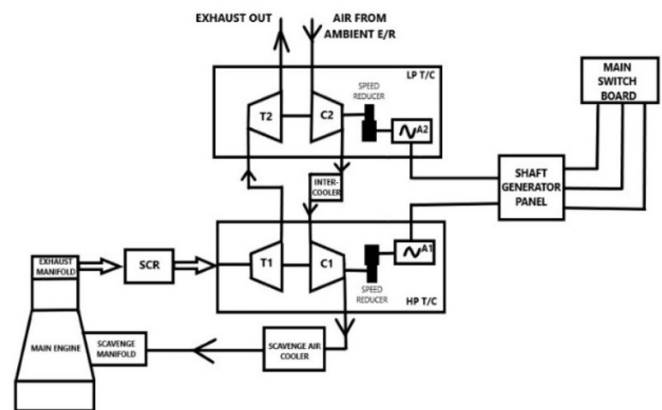 EXHAUST OUT
AIR FROM
AMBIENT E/R
LP T/C
SPEED
REDUCER
T2
C2
A2
MAIN
SWITCH
BOARD
INTER-
COOLER
SHAFT
GENERATOR
PANEL
EXHAUST
MANIFOLD
SCR
T1
C1
A1
SPEED
REDUCER
HP T/C
MAIN ENGINE
SCAVENGE
MANIFOLD
SCAVENGE AIR
COOLER